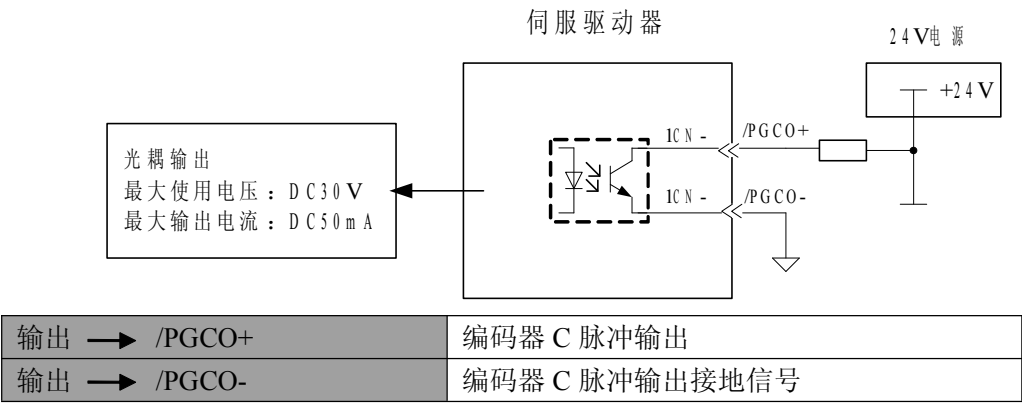 伺服驱动器
24V电 源
+24V
1CN -
/PGCO+
光耦输出
最大使用电压：DC30V
最大输出电流：DC50mA
1CN -
/PGCO-
输出 → /PGCO+ 编码器 C 脉冲输出
输出 → /PGCO- 编码器 C 脉冲输出接地信号